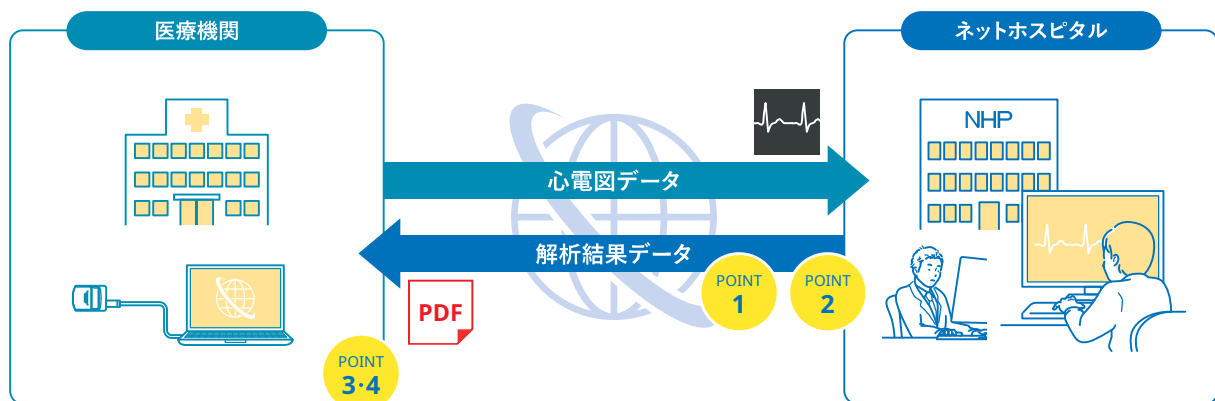 医療機関
ネットホスピタル
NHP
心電図データ
解析結果データ
POINT
1
POINT
2
PDF
POINT
3·4